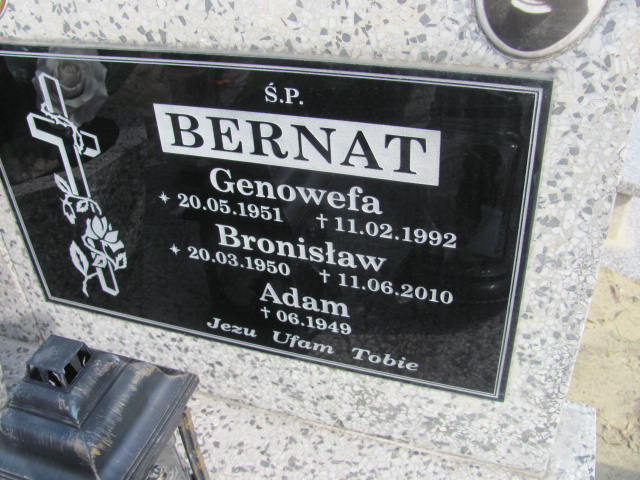 Ś.P.
BERNAT
Genowefa
* 20.05.1951 † 11.02.1992
Bronisław
* 20.03.1950 † 11.06.2010
Adam
† 06.1949
Jezu Ufam Tobie